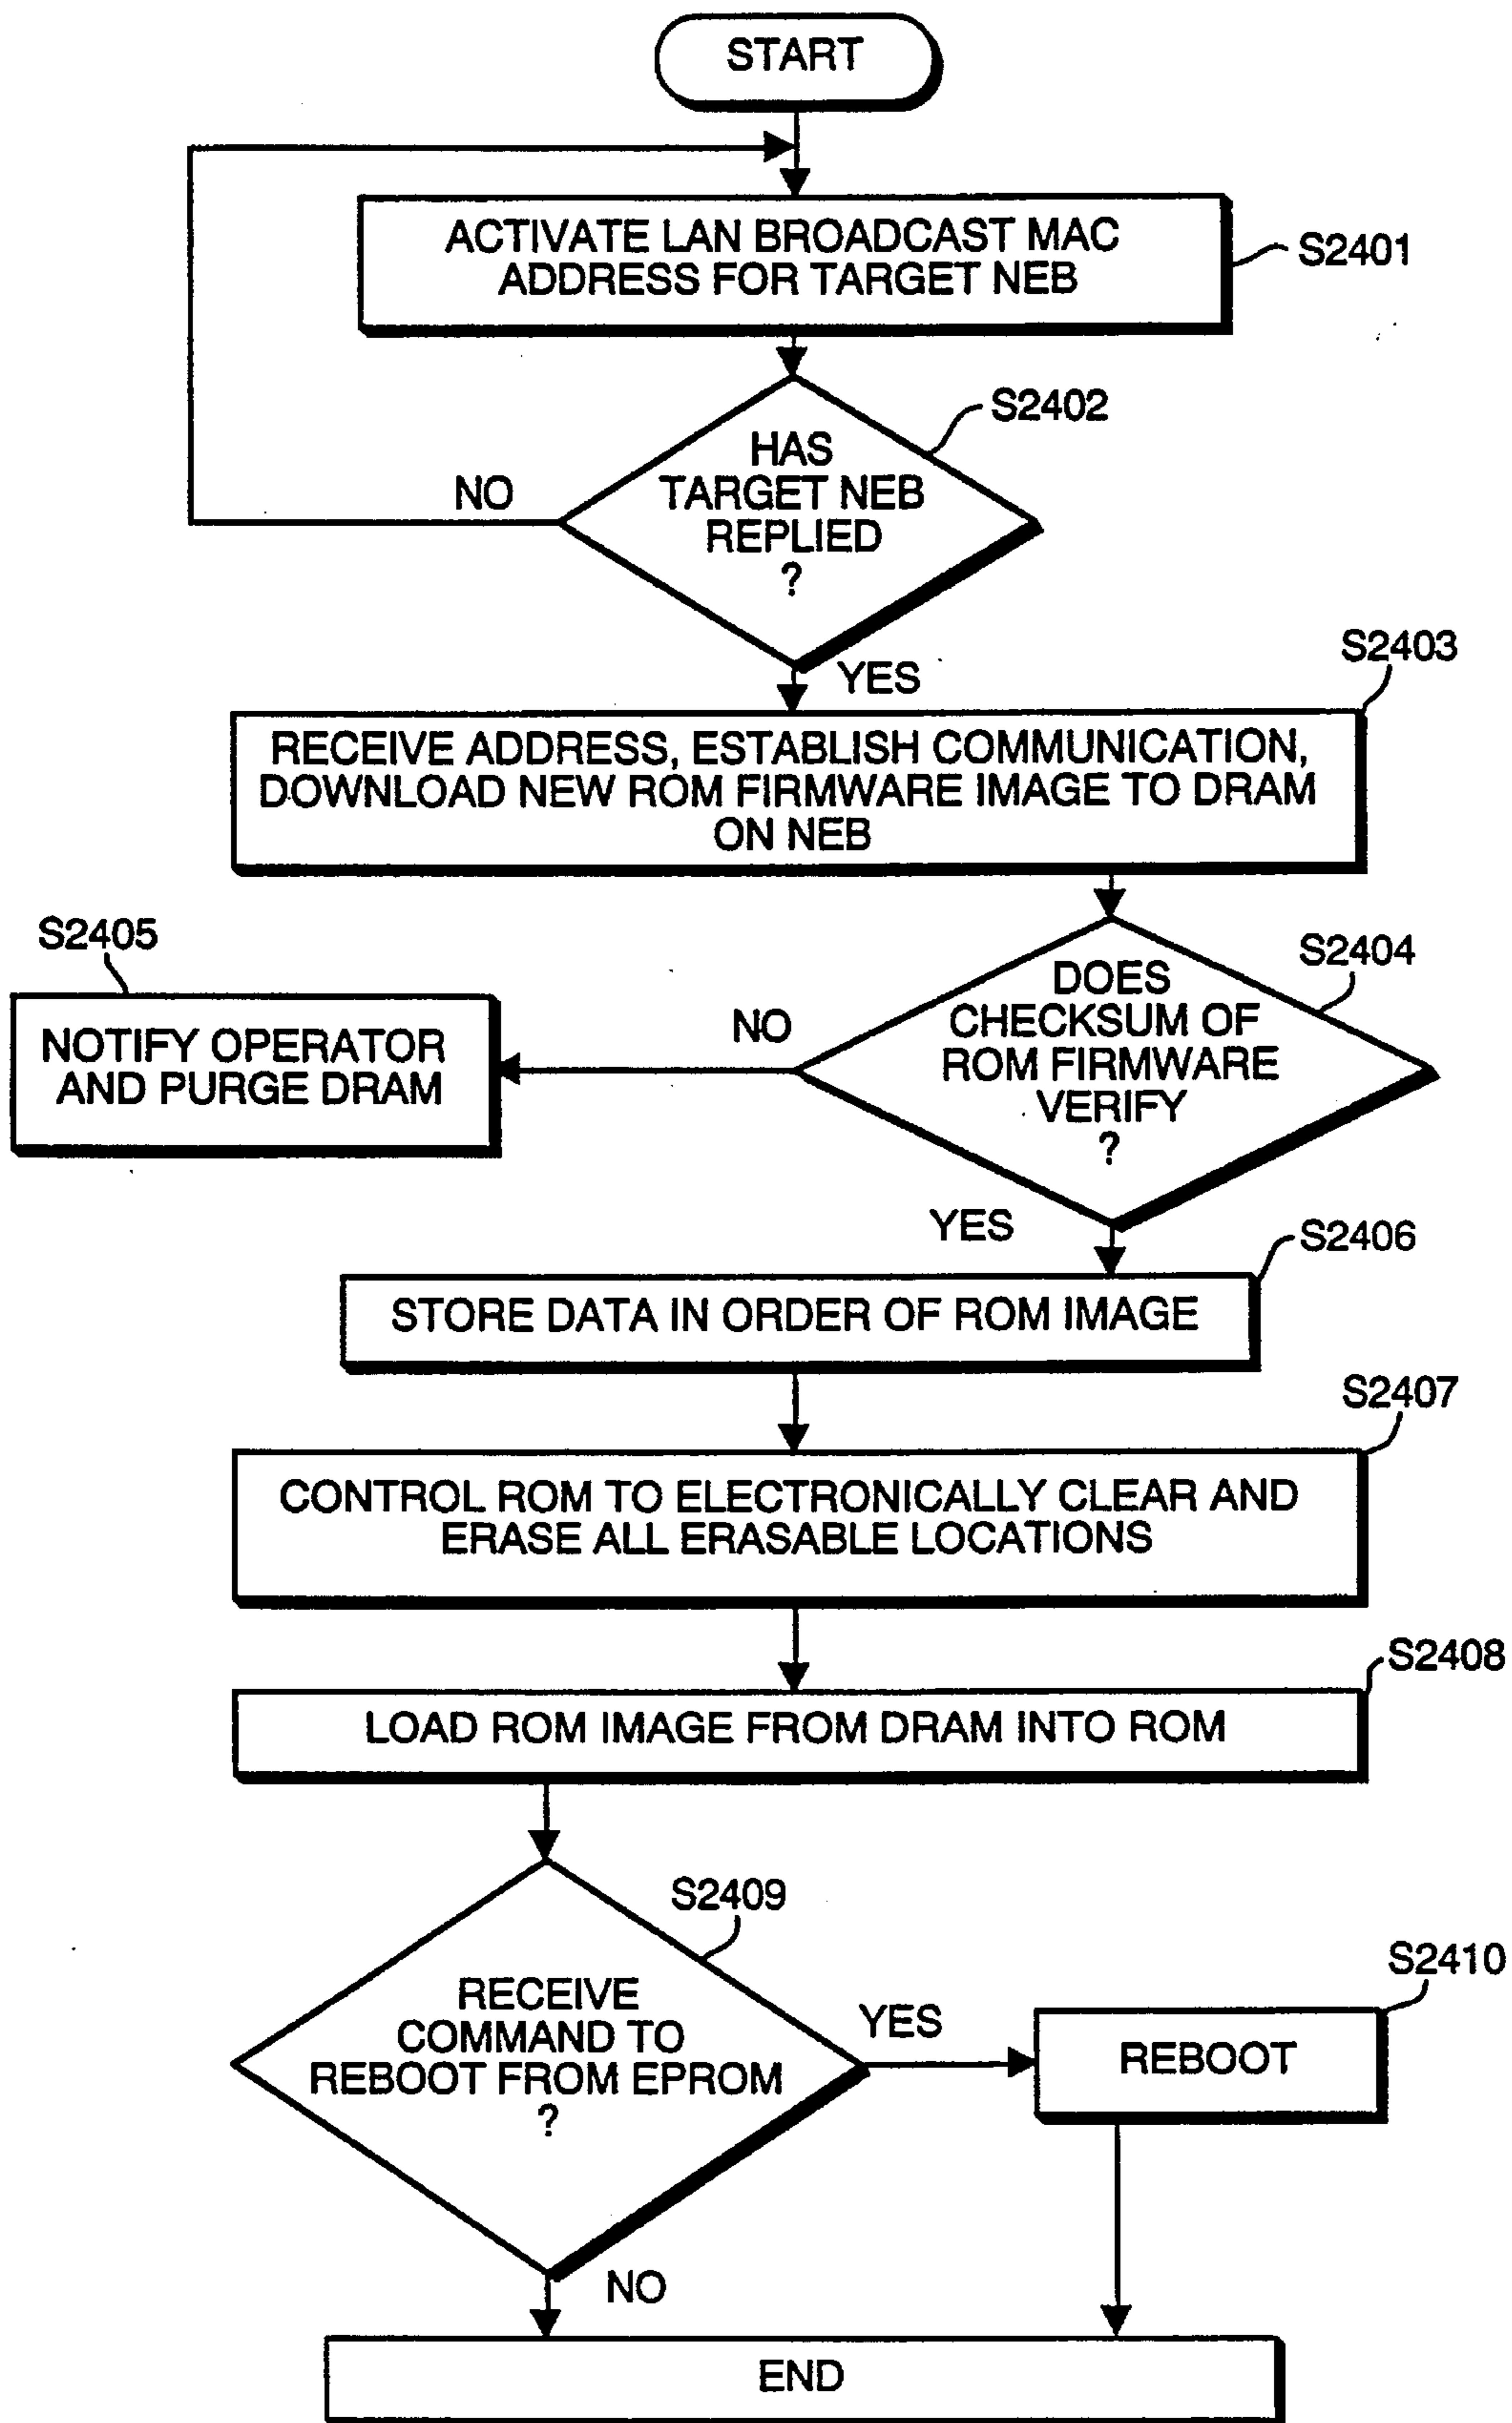 START
ACTIVATE LAN BROADCAST MAC
ADDRESS FOR TARGET NEB
S2401
S2402
HAS
TARGET NEB
REPLIED
?
NO
YES
S2403
RECEIVE ADDRESS, ESTABLISH COMMUNICATION,
DOWNLOAD NEW ROM FIRMWARE IMAGE TO DRAM
ON NEB
S2404
DOES
CHECKSUM OF
ROM FIRMWARE
VERIFY
?
NO
S2405
NOTIFY OPERATOR
AND PURGE DRAM
YES
S2406
STORE DATA IN ORDER OF ROM IMAGE
S2407
CONTROL ROM TO ELECTRONICALLY CLEAR AND
ERASE ALL ERASABLE LOCATIONS
S2408
LOAD ROM IMAGE FROM DRAM INTO ROM
S2409
RECEIVE
COMMAND TO
REBOOT FROM EPROM
?
YES
S2410
REBOOT
NO
END